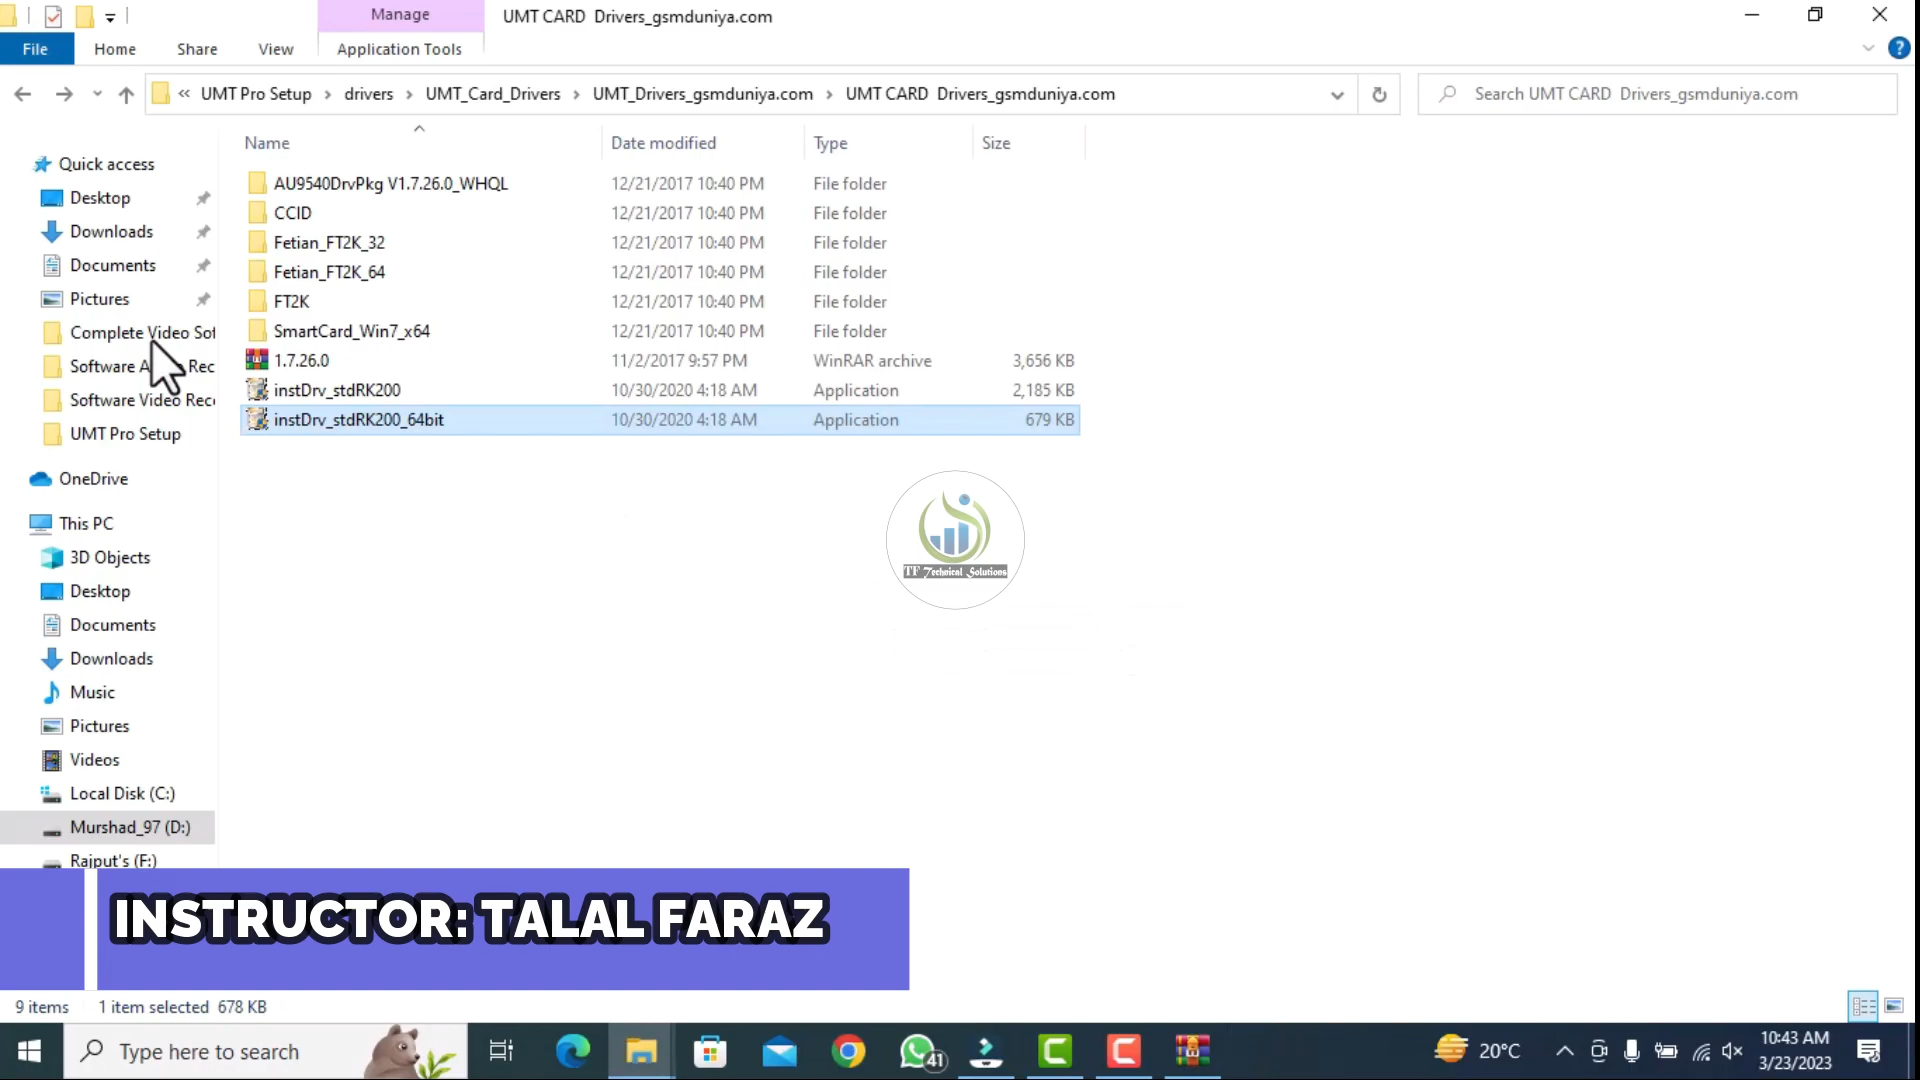 Manage
UMT CARD Drivers_gsmduniya.com
File
Home
Share
View
Application Tools
« UMT Pro Setup › drivers › UMT_Card_Drivers › UMT_Drivers_gsmduniya.com › UMT CARD Drivers_gsmduniya.com
Search UMT CARD Drivers_gsmduniya.com
Name
Date modified
Type
Size
Quick access
Desktop
Downloads
Documents
Pictures
Complete Video Sof
Software A Rec
Software Video Reco
UMT Pro Setup
OneDrive
This PC
3D Objects
Desktop
Documents
Downloads
Music
Pictures
Videos
Local Disk (C:)
Murshad_97 (D:)
Rajput's (F:)
AU9540DrvPkg V1.7.26.0_WHQL 12/21/2017 10:40 PM File folder
CCID 12/21/2017 10:40 PM File folder
Fetian_FT2K_32 12/21/2017 10:40 PM File folder
Fetian_FT2K_64 12/21/2017 10:40 PM File folder
FT2K 12/21/2017 10:40 PM File folder
SmartCard_Win7_x64 12/21/2017 10:40 PM File folder
1.7.26.0 11/2/2017 9:57 PM WinRAR archive 3,656 KB
instDrv_stdRK200 10/30/2020 4:18 AM Application 2,185 KB
instDrv_stdRK200_64bit 10/30/2020 4:18 AM Application 679 KB
TF Technical Solutions
INSTRUCTOR: TALAL FARAZ
9 items 1 item selected 678 KB
Type here to search
41
20°C
10:43 AM
3/23/2023